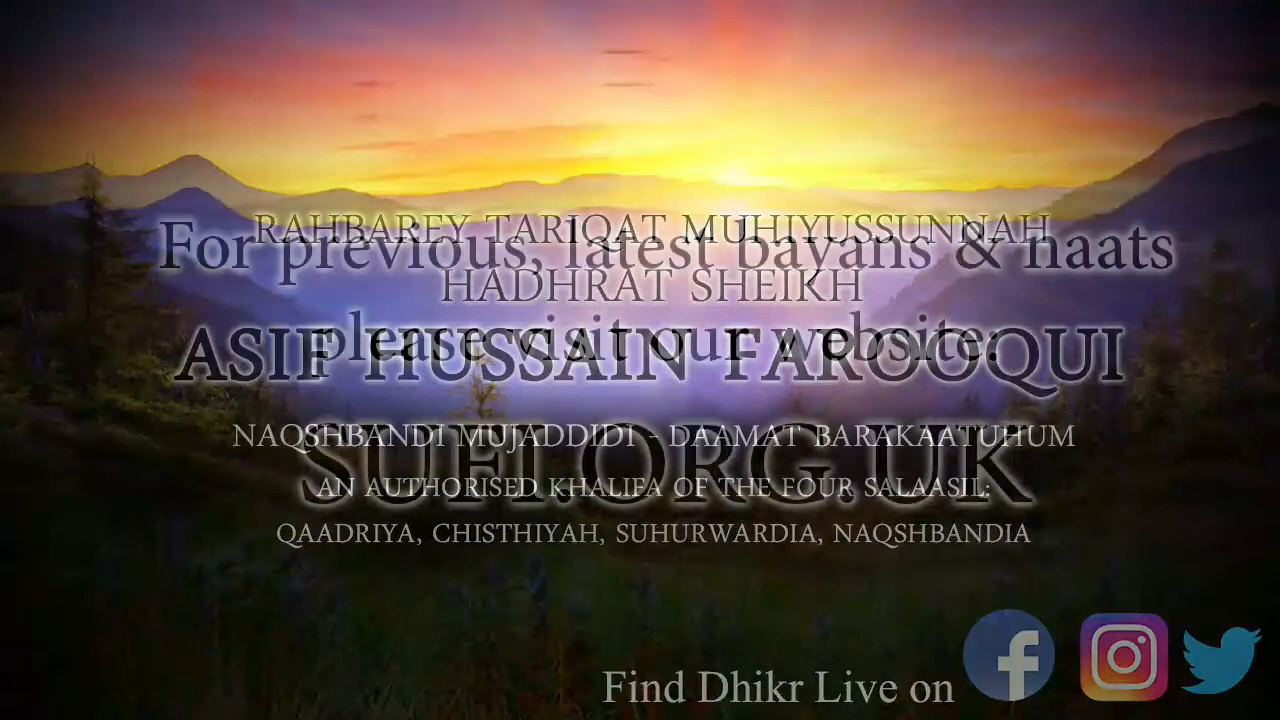 RAHBAREY TARIQAT MUHIYUSSUNNAH
For previous, latest bayans & naats
HADHRAT SHEIKH
please visit our website:
ASIF HUSSAIN FAROOQUI
NAQSHBANDI MUJADDIDI - DAAMAT BARAKAATUHUM
SUFI.ORG.UK
AN AUTHORISED KHALIFA OF THE FOUR SALAASIL:
QAADRIYA, CHISTHIYAH, SUHURWARDIA, NAQSHBANDIA
Find Dhikr Live on